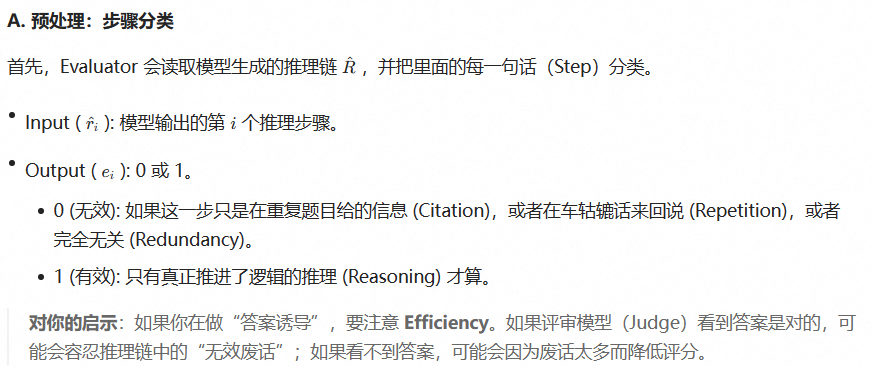 A. 预处理：步骤分类
首先，Evaluator 会读取模型生成的推理链 R̂ ，并把里面的每一句话（Step）分类。
• Input ( r̂ᵢ ): 模型输出的第 i 个推理步骤。
• Output ( eᵢ ): 0 或 1。
• 0 (无效): 如果这一步只是在重复题目给的信息 (Citation)，或者在车轱辘话来回说 (Repetition)，或者
完全无关 (Redundancy)。
• 1 (有效): 只有真正推进了逻辑的推理 (Reasoning) 才算。
对你的启示：如果你在做“答案诱导”，要注意 Efficiency。如果评审模型（Judge）看到答案是对的，可
能会容忍推理链中的“无效废话”；如果看不到答案，可能会因为废话太多而降低评分。